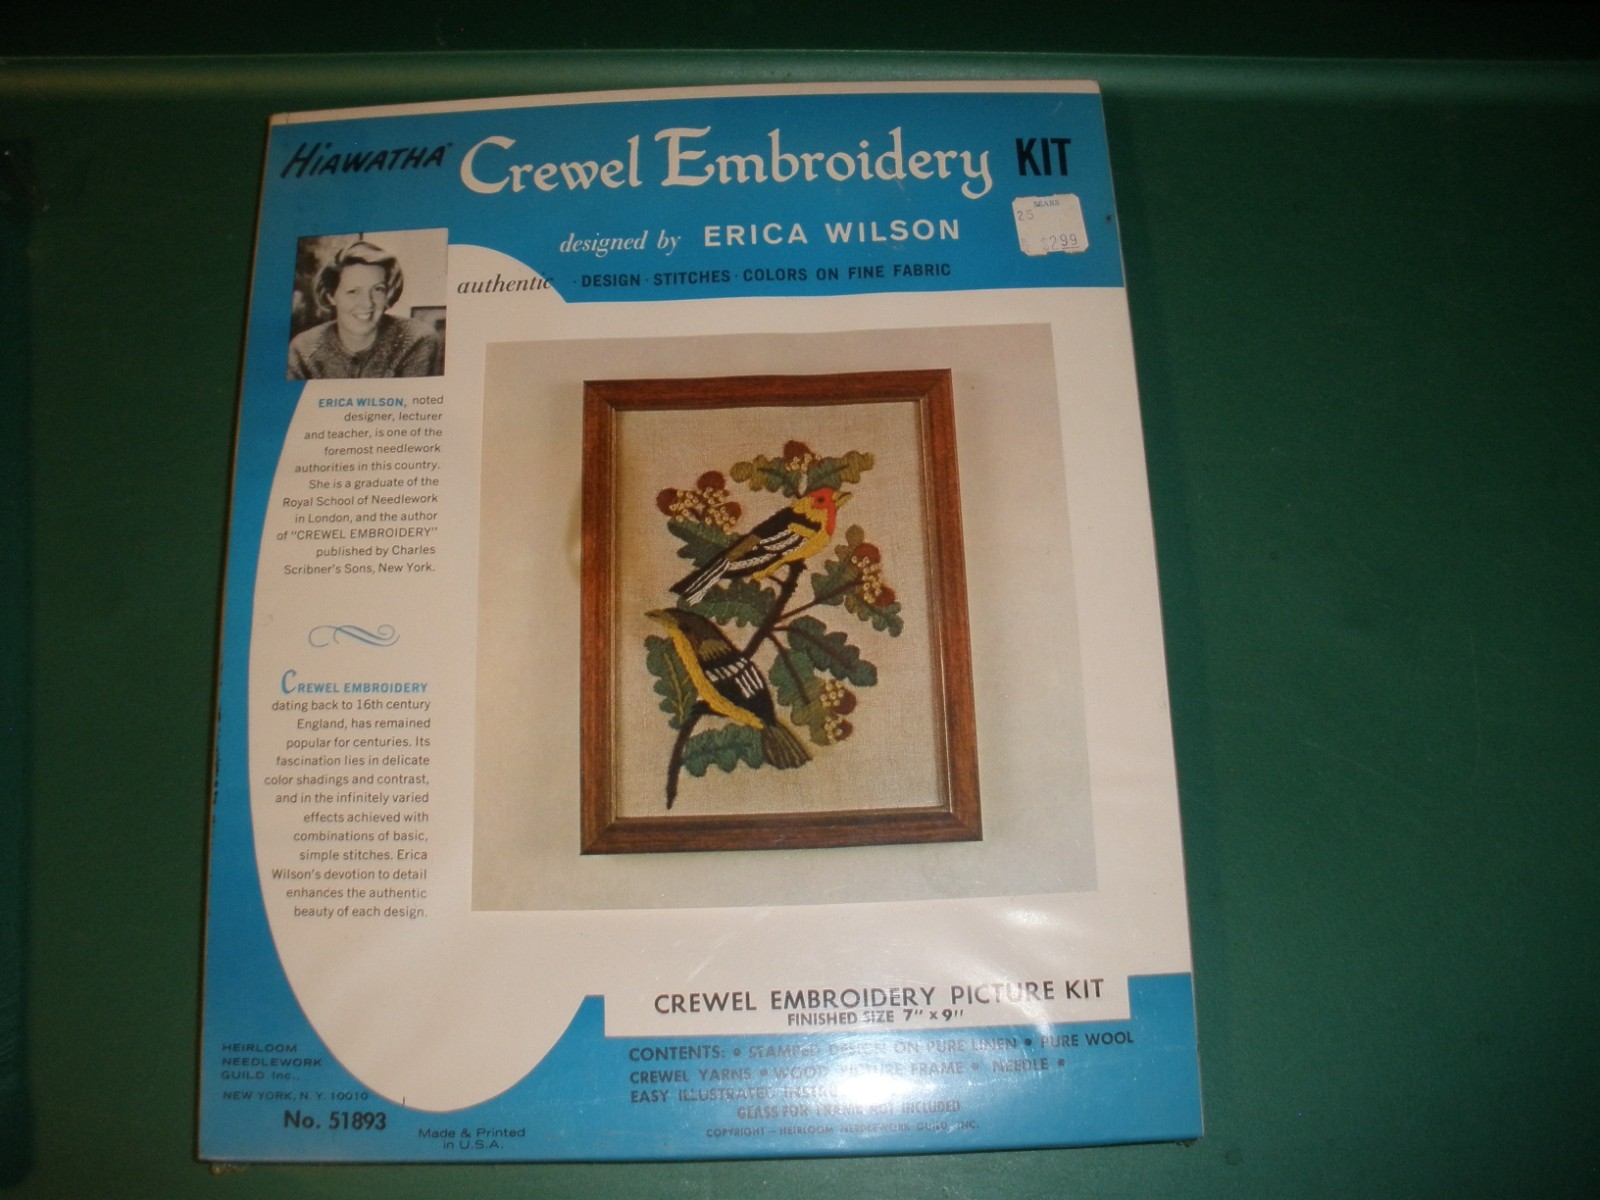 HIAWATHA® Crewel Embroidery KIT
SEARS
25
$2.99
designed by ERICA WILSON
authentic · DESIGN · STITCHES · COLORS ON FINE FABRIC
ERICA WILSON, noted
designer, lecturer
and teacher, is one of the
foremost needlework
authorities in this country.
She is a graduate of the
Royal School of Needlework
in London, and the author
of "CREWEL EMBROIDERY"
published by Charles
Scribner's Sons, New York.
CREWEL EMBROIDERY
dating back to 16th century
England, has remained
popular for centuries. Its
fascination lies in delicate
color shadings and contrast,
and in the infinitely varied
effects achieved with
combinations of basic,
simple stitches. Erica
Wilson's devotion to detail
enhances the authentic
beauty of each design.
CREWEL EMBROIDERY PICTURE KIT
FINISHED SIZE 7" x 9"
CONTENTS: • STAMPED DESIGN ON PURE LINEN • PURE WOOL
CREWEL YARNS • WOOD PICTURE FRAME • NEEDLE •
EASY ILLUSTRATED
GLASS FOR FRAME NOT INCLUDED
COPYRIGHT — HEIRLOOM NEEDLEWORK GUILD, INC.
HEIRLOOM
NEEDLEWORK
GUILD Inc.,
NEW YORK, N.Y. 10010
No. 51893
Made & Printed
in U.S.A.